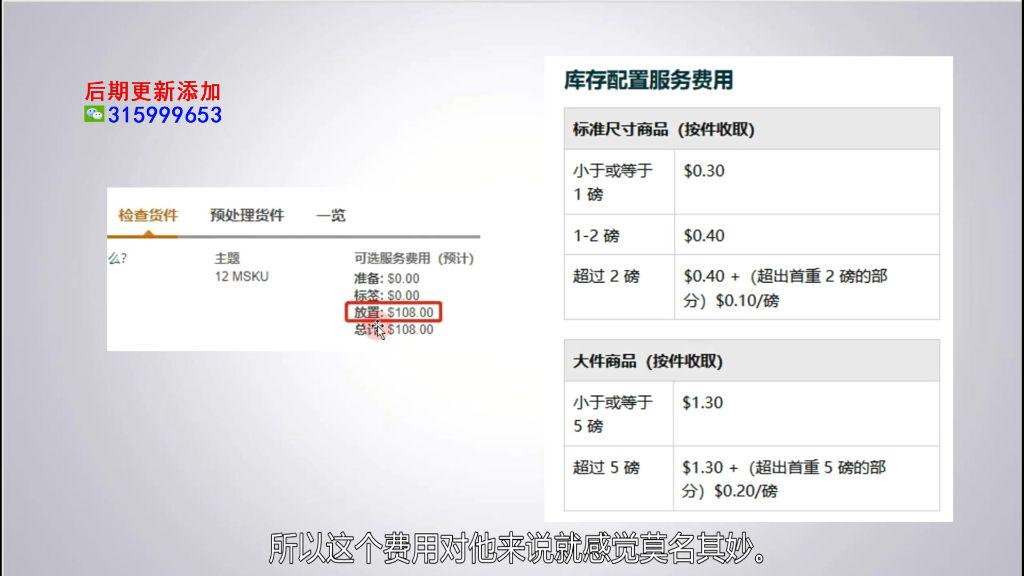 后期更新添加
315999653
检查货件 预处理货件 一览
么? 主题 可选服务费用（预计）
12 MSKU 准备: $0.00
标签: $0.00
放置: $108.00
总计: $108.00
库存配置服务费用
标准尺寸商品（按件收取）
小于或等于 $0.30
1 磅
1-2 磅 $0.40
超过 2 磅 $0.40 +（超出首重 2 磅的部
分）$0.10/磅
大件商品（按件收取）
小于或等于 $1.30
5 磅
超过 5 磅 $1.30 +（超出首重 5 磅的部
分）$0.20/磅
所以这个费用对他来说就感觉莫名其妙。